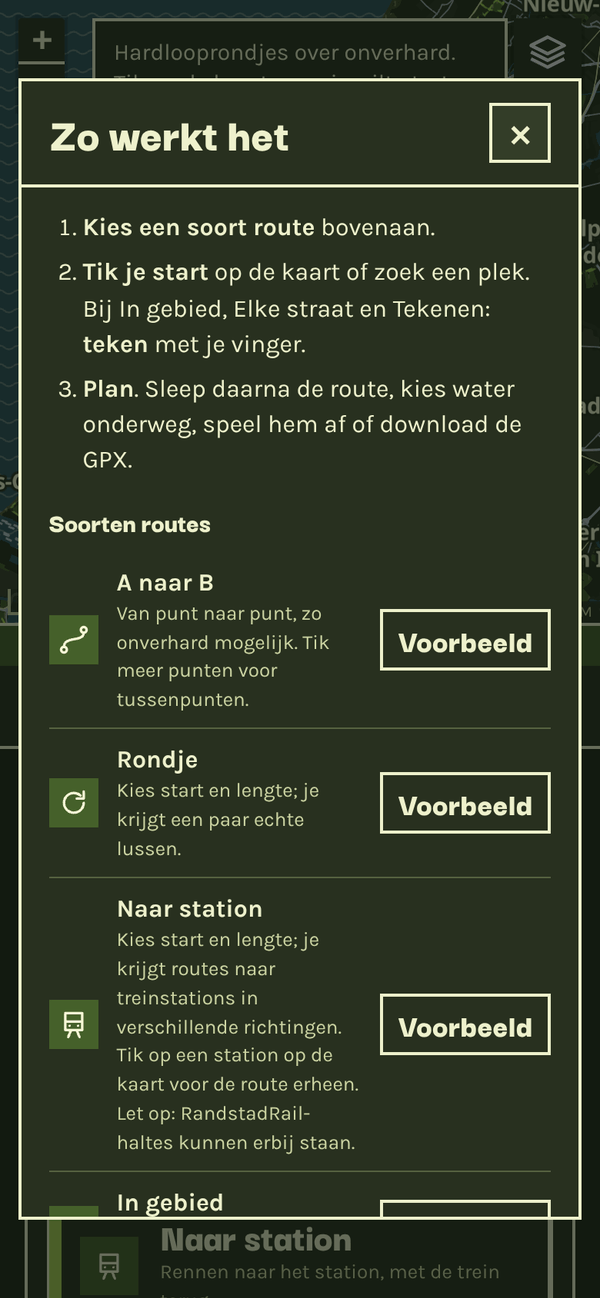 Nieuw-
+
Hardlooprondjes over onverhard.
Zo werkt het
×
1. Kies een soort route bovenaan.
2. Tik je start op de kaart of zoek een plek.
Bij In gebied, Elke straat en Tekenen:
teken met je vinger.
3. Plan. Sleep daarna de route, kies water
onderweg, speel hem af of download de
GPX.
Soorten routes
A naar B
Van punt naar punt, zo
onverhard mogelijk. Tik
meer punten voor
tussenpunten.
Voorbeeld
Rondje
Kies start en lengte; je
krijgt een paar echte
lussen.
Voorbeeld
Naar station
Kies start en lengte; je
krijgt routes naar
treinstations in
verschillende richtingen.
Tik op een station op de
kaart voor de route erheen.
Let op: RandstadRail-
haltes kunnen erbij staan.
Voorbeeld
In gebied
Naar station
Rennen naar het station, met de trein